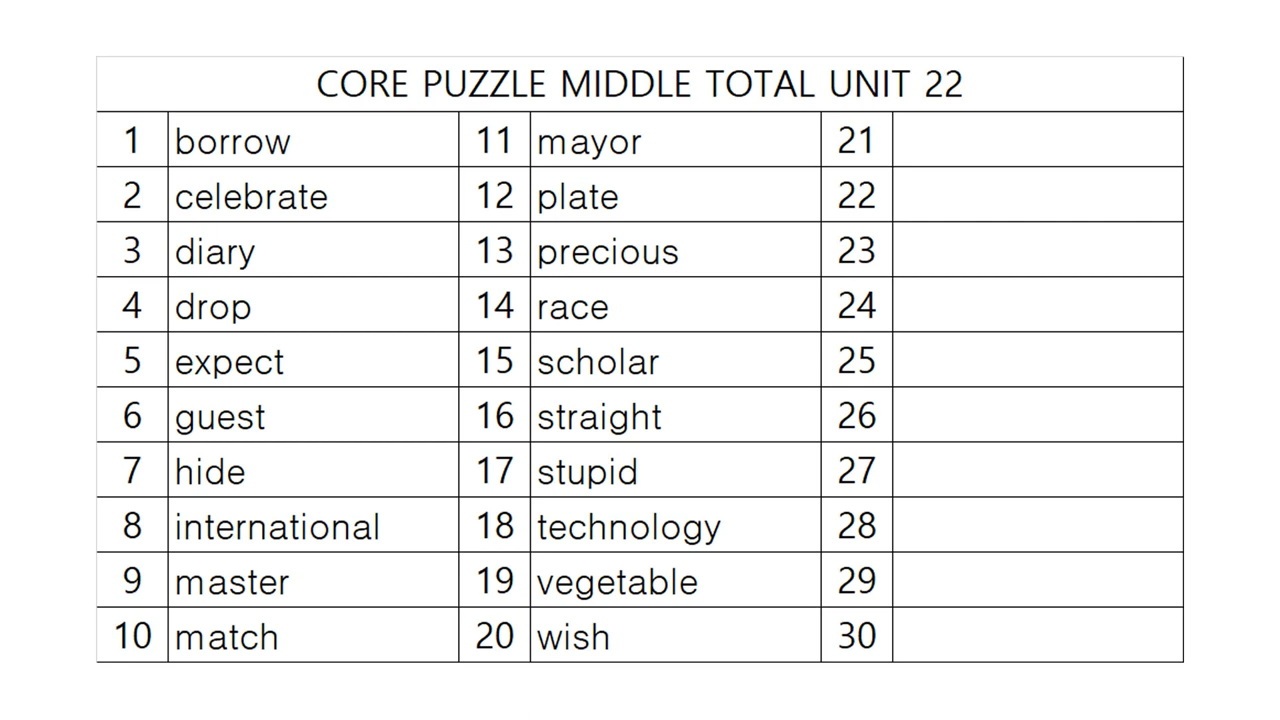 CORE PUZZLE MIDDLE TOTAL UNIT 22
1 borrow 11 mayor 21
2 celebrate 12 plate 22
3 diary 13 precious 23
4 drop 14 race 24
5 expect 15 scholar 25
6 guest 16 straight 26
7 hide 17 stupid 27
8 international 18 technology 28
9 master 19 vegetable 29
10 match 20 wish 30